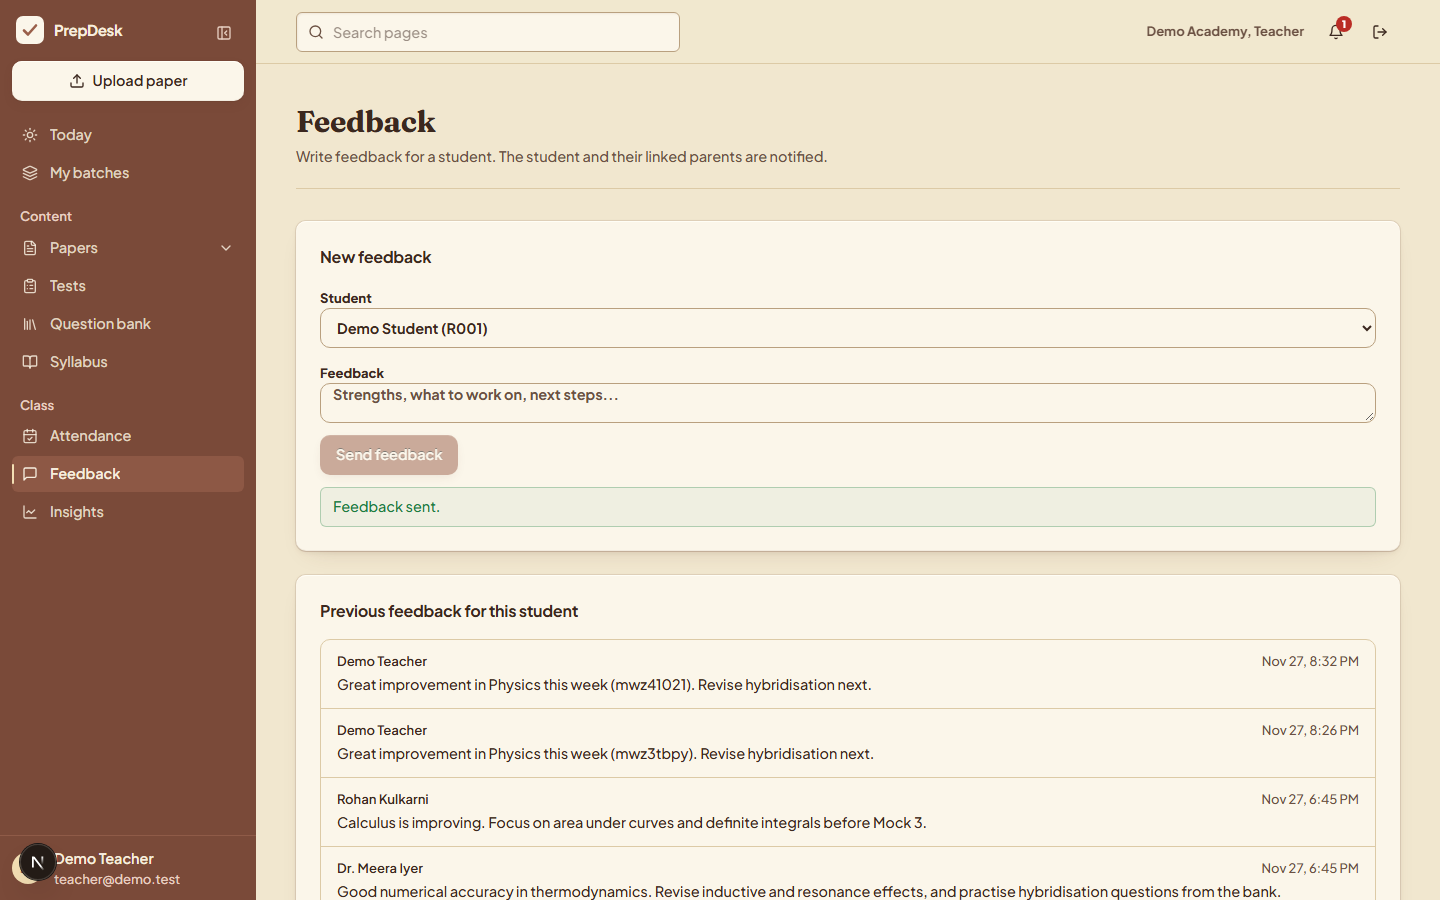 PrepDesk
Upload paper
Today
My batches
Content
Papers
Tests
Question bank
Syllabus
Class
Attendance
Feedback
Insights
N
Demo Teacher
teacher@demo.test
Search pages
Demo Academy, Teacher
1
Feedback
Write feedback for a student. The student and their linked parents are notified.
New feedback
Student
Demo Student (R001)
Feedback
Strengths, what to work on, next steps...
Send feedback
Feedback sent.
Previous feedback for this student
Demo Teacher Nov 27, 8:32 PM
Great improvement in Physics this week (mwz41021). Revise hybridisation next.
Demo Teacher Nov 27, 8:26 PM
Great improvement in Physics this week (mwz3tbpy). Revise hybridisation next.
Rohan Kulkarni Nov 27, 6:45 PM
Calculus is improving. Focus on area under curves and definite integrals before Mock 3.
Dr. Meera Iyer Nov 27, 6:45 PM
Good numerical accuracy in thermodynamics. Revise inductive and resonance effects, and practise hybridisation questions from the bank.